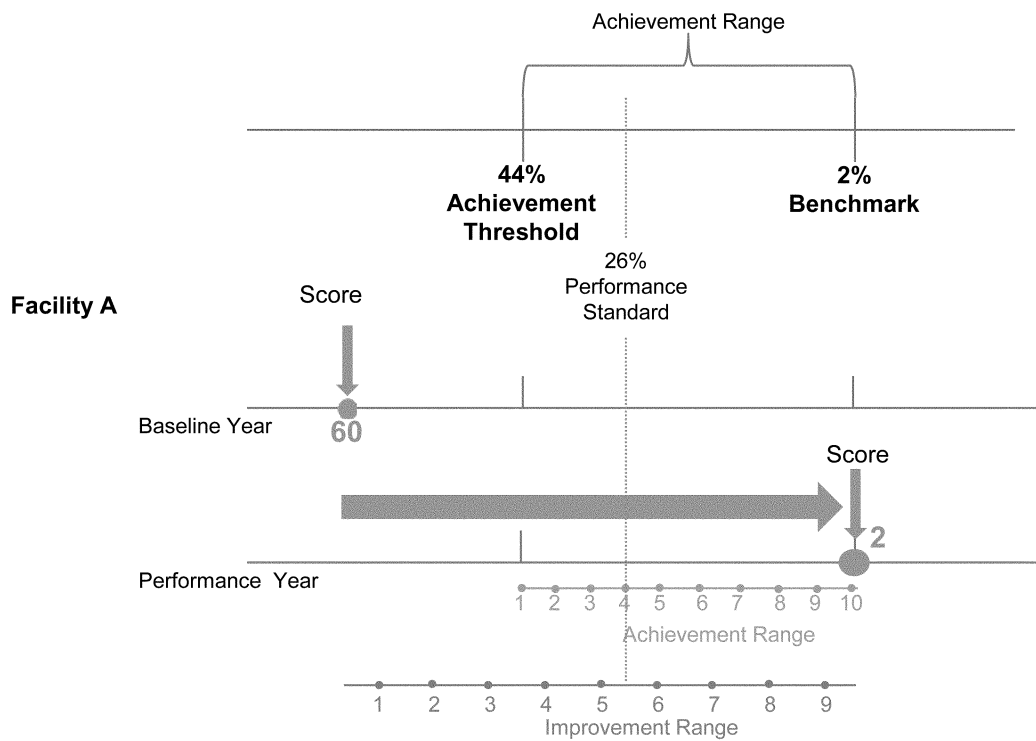 Achievement Range
44%
Achievement
Threshold
2%
Benchmark
26%
Performance
Standard
Facility A
Score
Baseline Year
60
Score
2
Performance Year
1 2 3 4 5 6 7 8 9 10
Achievement Range
1 2 3 4 5 6 7 8 9
Improvement Range